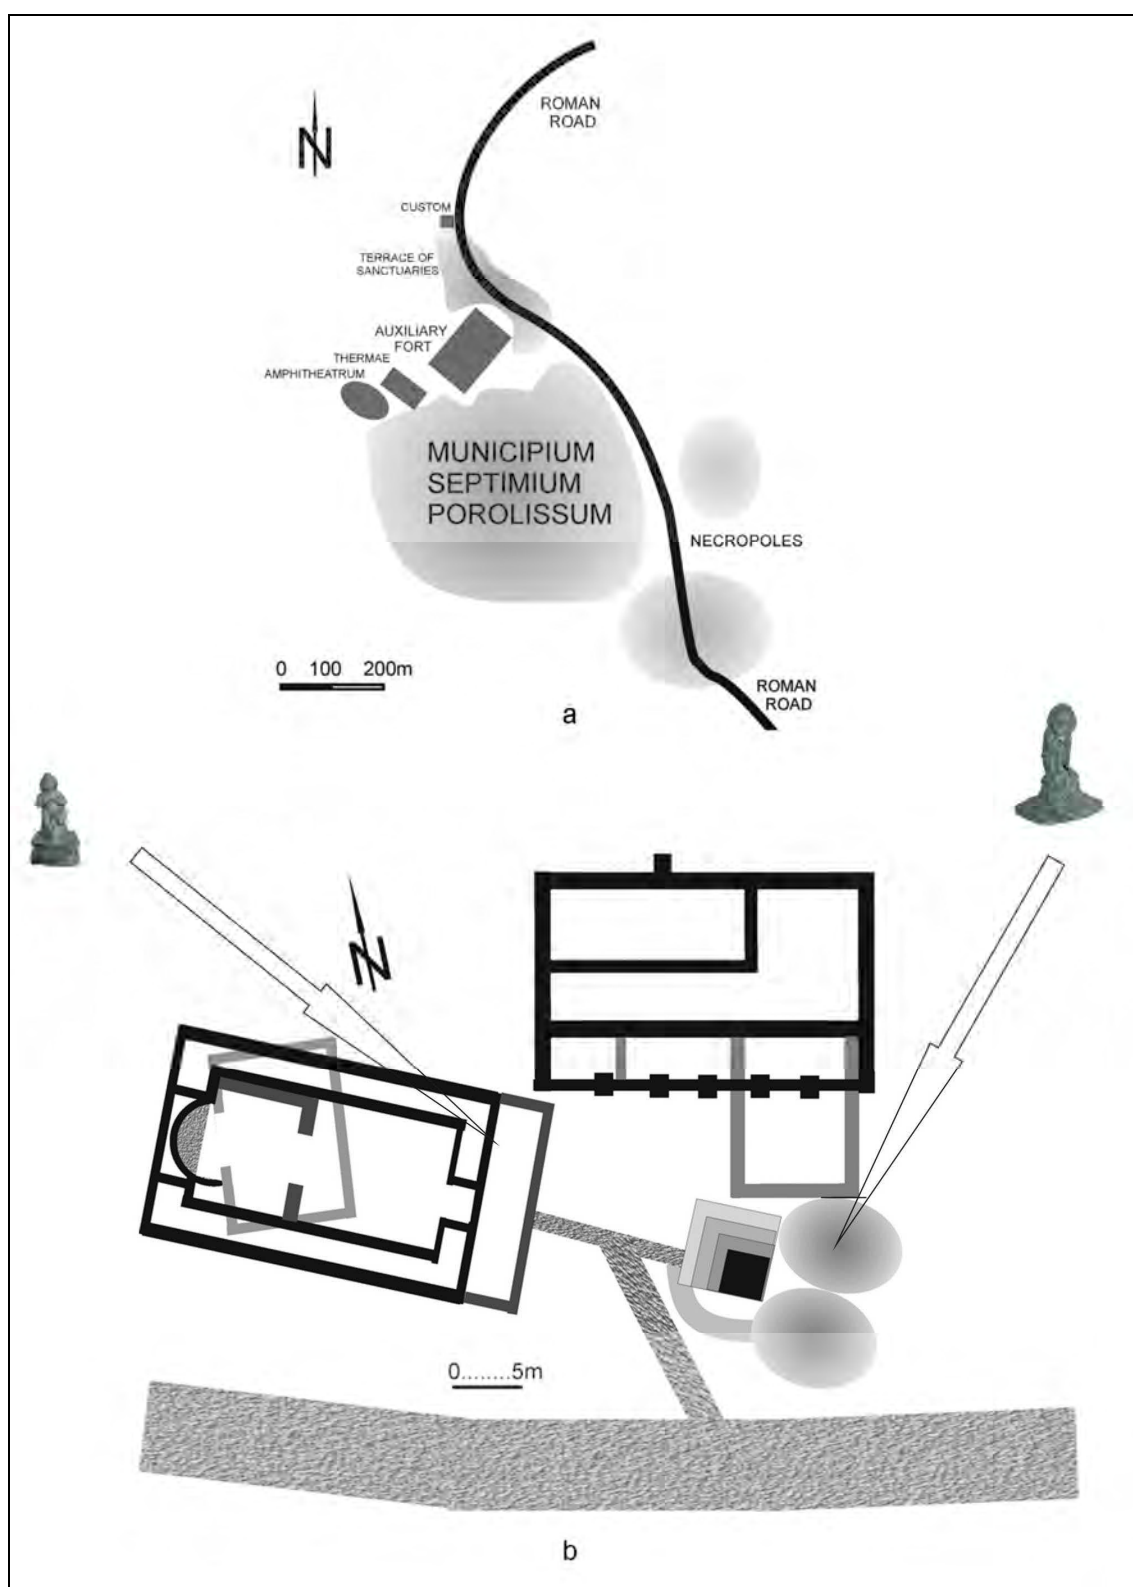 ROMAN
ROAD
N
CUSTOM
TERRACE OF
SANCTUARIES
AUXILIARY
FORT
THERMAE
AMPHITHEATRUM
MUNICIPIUM
SEPTIMIUM
POROLISSUM
NECROPOLES
0 100 200m
ROMAN
ROAD
a
N
0........5m
b